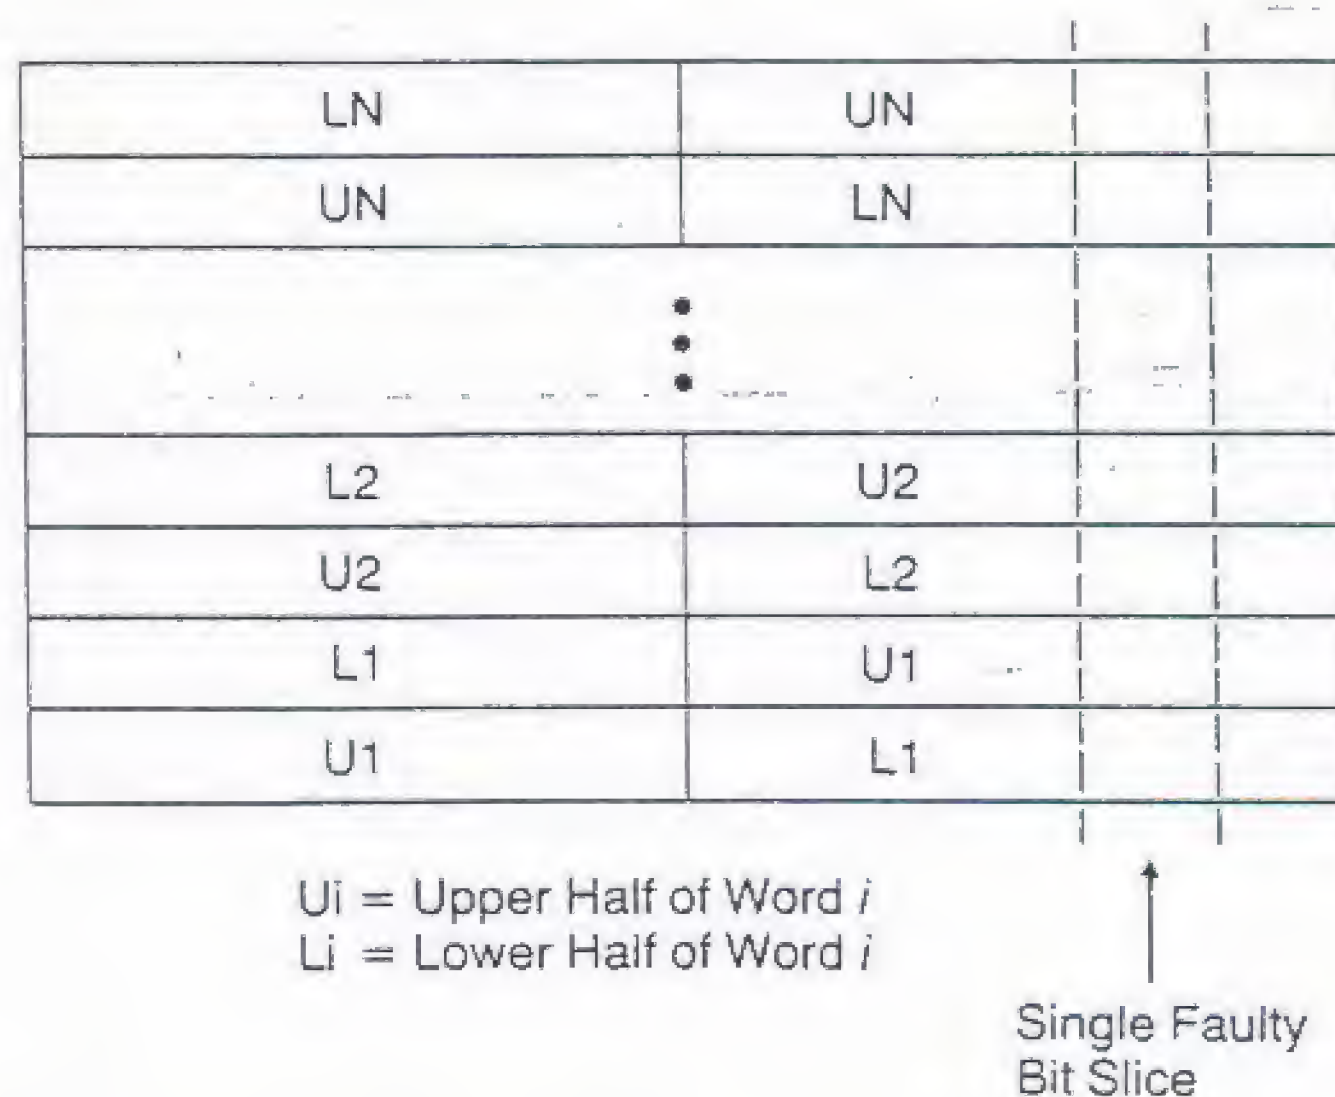 LN UN
UN LN
L2 U2
U2 L2
L1 U1
U1 L1
Ui = Upper Half of Word i
Li = Lower Half of Word i
Single Faulty
Bit Slice